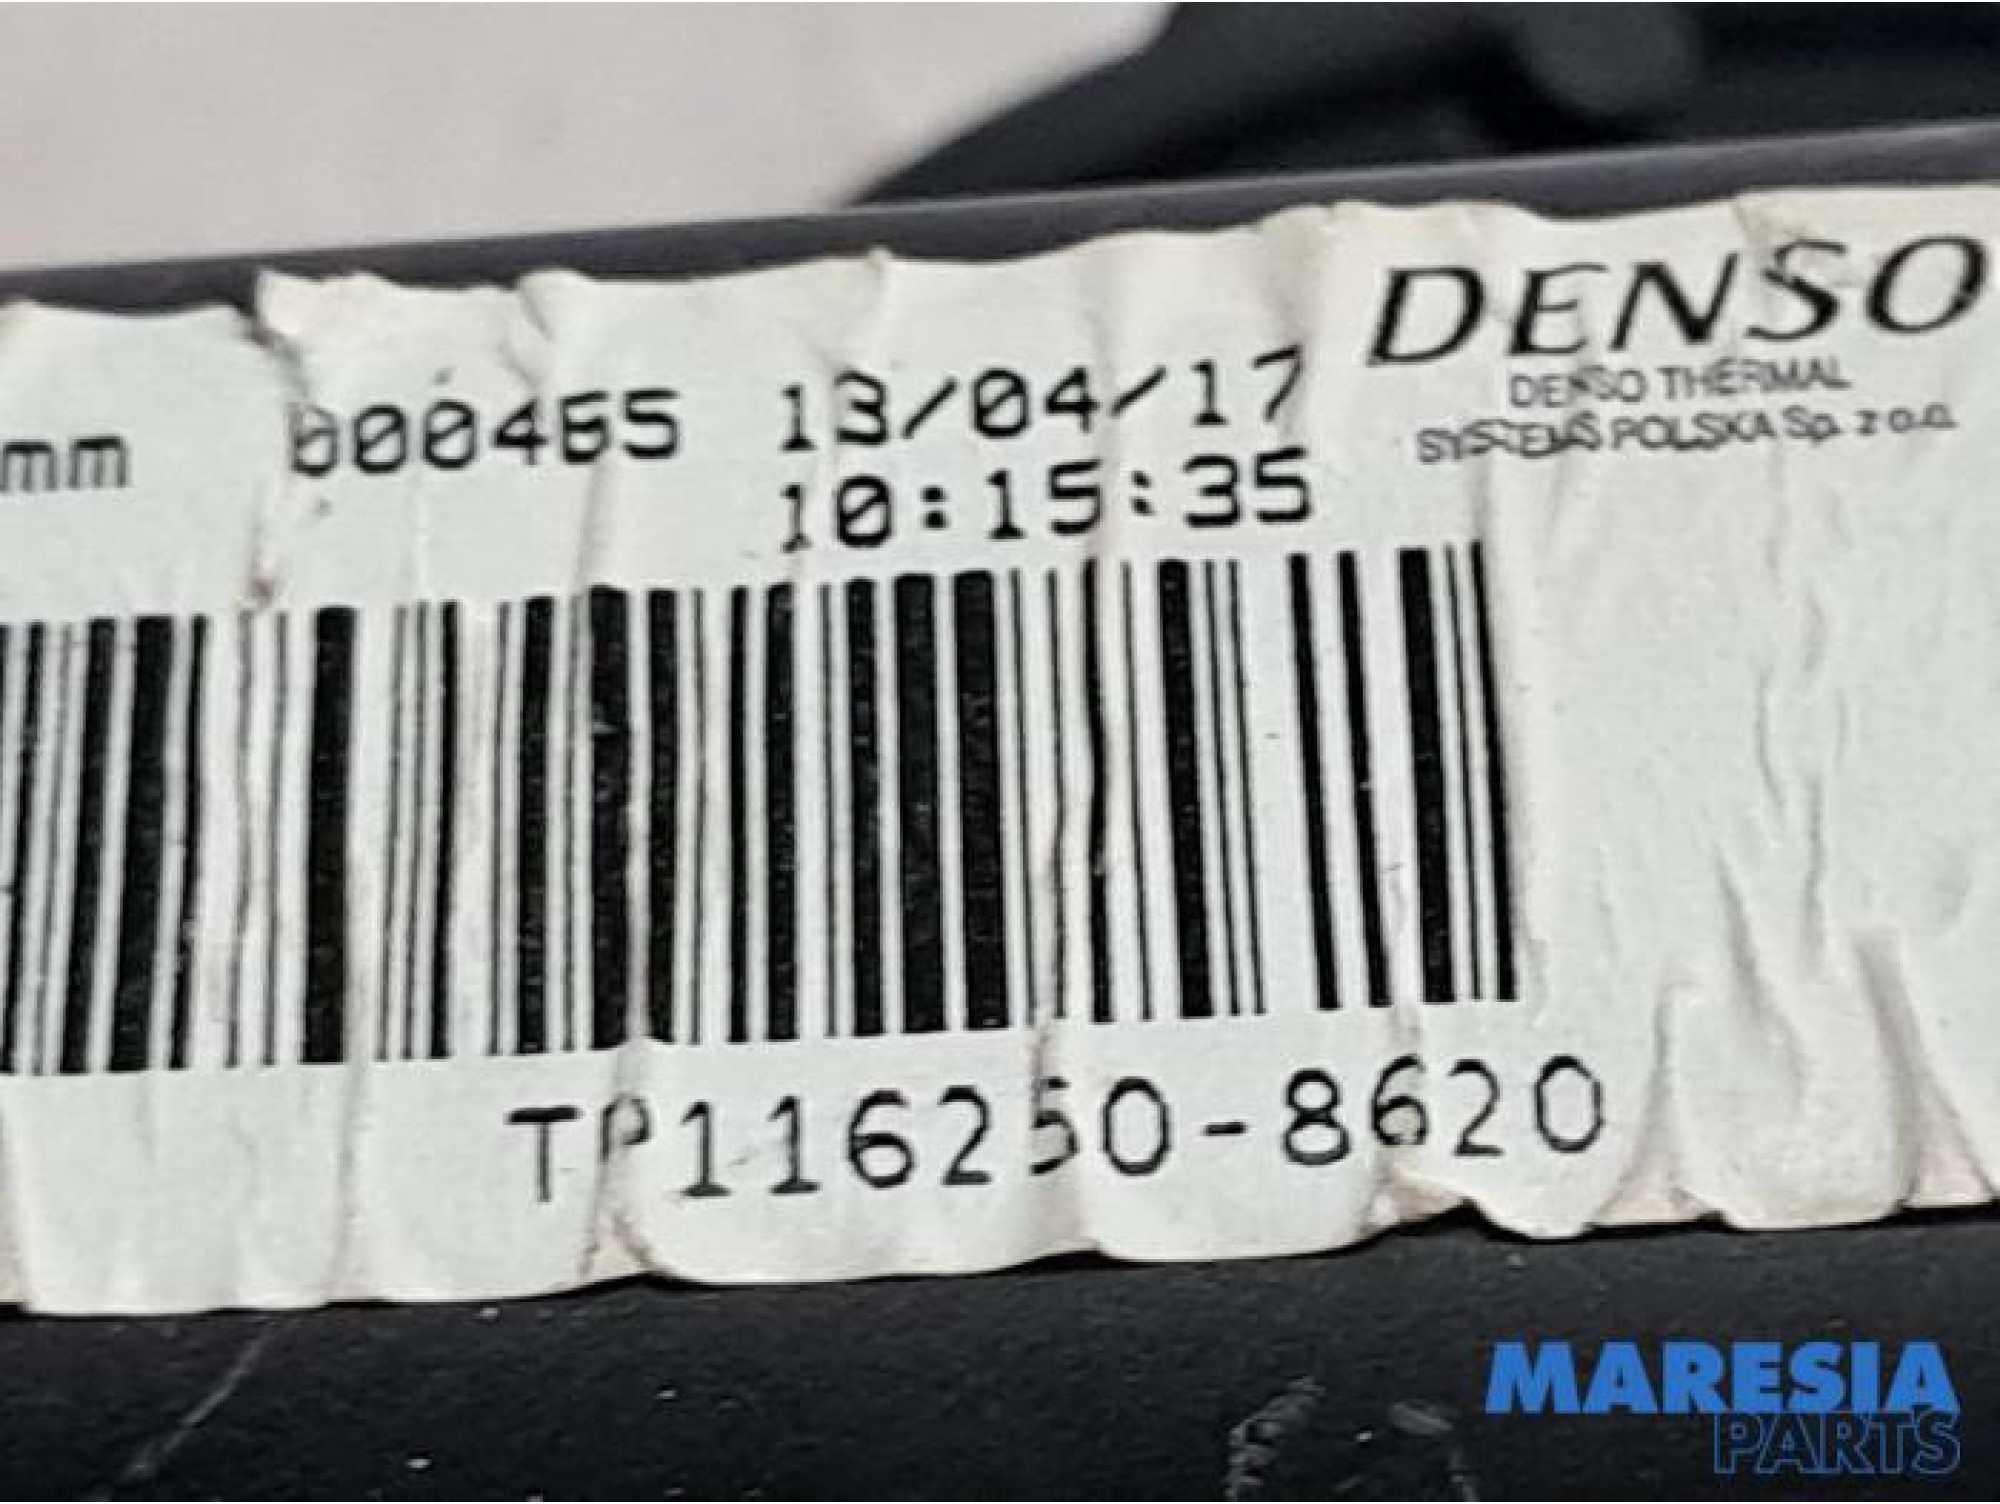 DENSO
DENSO THERMAL
SYSTEMS POLSKA Sp. z o.o.
mm 000465 13/04/17
10:15:35
TP116250-8620
MARESIA
PARTS